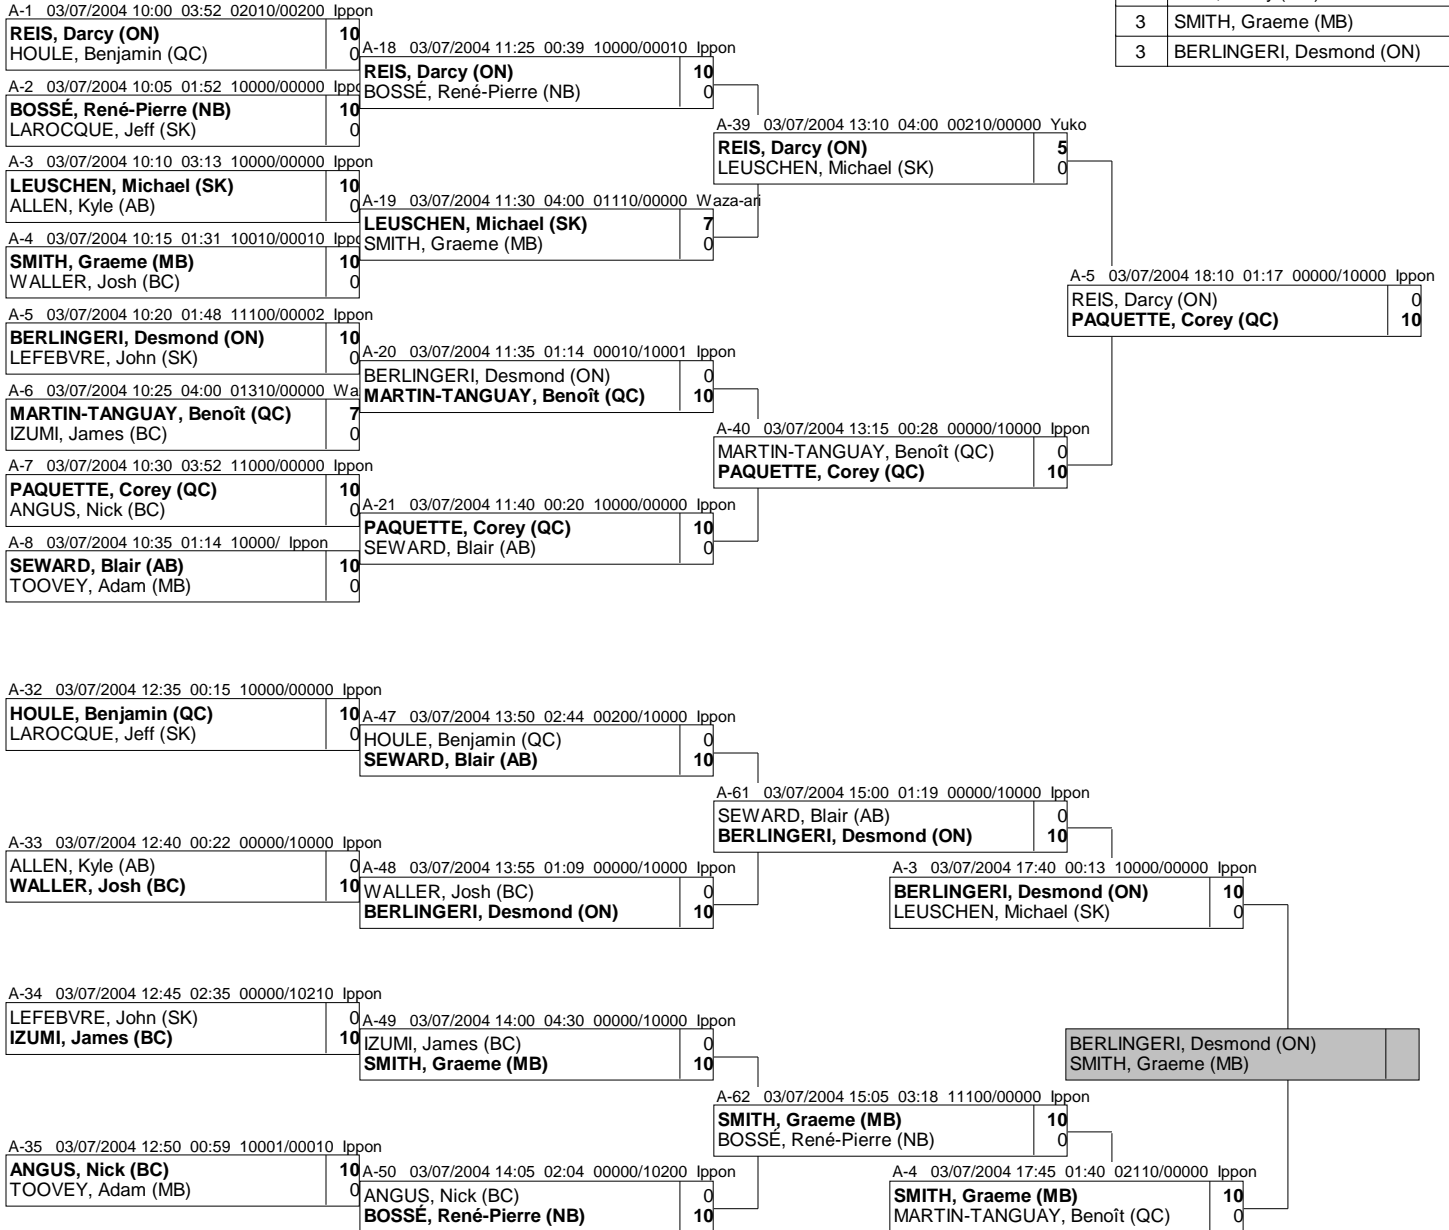 3 SMITH, Graeme (MB)
3 BERLINGERI, Desmond (ON)
A-1 03/07/2004 10:00 03:52 02010/00200 Ippon
REIS, Darcy (ON) 10
HOULE, Benjamin (QC) 0
A-2 03/07/2004 10:05 01:52 10000/00000
BOSSÉ, René-Pierre (NB) 10
LAROCQUE, Jeff (SK) 0
A-3 03/07/2004 10:10 03:13 10000/00000 Ippon
LEUSCHEN, Michael (SK) 10
ALLEN, Kyle (AB) 0
A-4 03/07/2004 10:15 01:31 10010/00010
SMITH, Graeme (MB) 10
WALLER, Josh (BC) 0
A-5 03/07/2004 10:20 01:48 11100/00002 Ippon
BERLINGERI, Desmond (ON) 10
LEFEBVRE, John (SK) 0
A-6 03/07/2004 10:25 04:00 01310/00000 Wa
MARTIN-TANGUAY, Benoît (QC) 7
IZUMI, James (BC) 0
A-7 03/07/2004 10:30 03:52 11000/00000 Ippon
PAQUETTE, Corey (QC) 10
ANGUS, Nick (BC) 0
A-8 03/07/2004 10:35 01:14 10000/ Ippon
SEWARD, Blair (AB) 10
TOOVEY, Adam (MB) 0
A-18 03/07/2004 11:25 00:39 10000/00010 Ippon
REIS, Darcy (ON) 10
BOSSÉ, René-Pierre (NB) 0
A-19 03/07/2004 11:30 04:00 01110/00000 Waza-ari
LEUSCHEN, Michael (SK) 7
SMITH, Graeme (MB) 0
A-20 03/07/2004 11:35 01:14 00010/10001 Ippon
BERLINGERI, Desmond (ON) 0
MARTIN-TANGUAY, Benoît (QC) 10
A-21 03/07/2004 11:40 00:20 10000/00000 Ippon
PAQUETTE, Corey (QC) 10
SEWARD, Blair (AB) 0
A-39 03/07/2004 13:10 04:00 00210/00000 Yuko
REIS, Darcy (ON) 5
LEUSCHEN, Michael (SK) 0
A-40 03/07/2004 13:15 00:28 00000/10000 Ippon
MARTIN-TANGUAY, Benoît (QC) 0
PAQUETTE, Corey (QC) 10
A-5 03/07/2004 18:10 01:17 00000/10000 Ippon
REIS, Darcy (ON) 0
PAQUETTE, Corey (QC) 10
A-32 03/07/2004 12:35 00:15 10000/00000 Ippon
HOULE, Benjamin (QC) 10
LAROCQUE, Jeff (SK) 0
A-33 03/07/2004 12:40 00:22 00000/10000 Ippon
ALLEN, Kyle (AB) 0
WALLER, Josh (BC) 10
A-34 03/07/2004 12:45 02:35 00000/10210 Ippon
LEFEBVRE, John (SK) 0
IZUMI, James (BC) 10
A-35 03/07/2004 12:50 00:59 10001/00010 Ippon
ANGUS, Nick (BC) 10
TOOVEY, Adam (MB) 0
A-47 03/07/2004 13:50 02:44 00200/10000 Ippon
HOULE, Benjamin (QC) 0
SEWARD, Blair (AB) 10
A-48 03/07/2004 13:55 01:09 00000/10000 Ippon
WALLER, Josh (BC) 0
BERLINGERI, Desmond (ON) 10
A-49 03/07/2004 14:00 04:30 00000/10000 Ippon
IZUMI, James (BC) 0
SMITH, Graeme (MB) 10
A-50 03/07/2004 14:05 02:04 00000/10200 Ippon
ANGUS, Nick (BC) 0
BOSSÉ, René-Pierre (NB) 10
A-61 03/07/2004 15:00 01:19 00000/10000 Ippon
SEWARD, Blair (AB) 0
BERLINGERI, Desmond (ON) 10
A-62 03/07/2004 15:05 03:18 11100/00000 Ippon
SMITH, Graeme (MB) 10
BOSSÉ, René-Pierre (NB) 0
A-3 03/07/2004 17:40 00:13 10000/00000 Ippon
BERLINGERI, Desmond (ON) 10
LEUSCHEN, Michael (SK) 0
A-4 03/07/2004 17:45 01:40 02110/00000 Ippon
SMITH, Graeme (MB) 10
MARTIN-TANGUAY, Benoît (QC) 0
BERLINGERI, Desmond (ON)
SMITH, Graeme (MB)